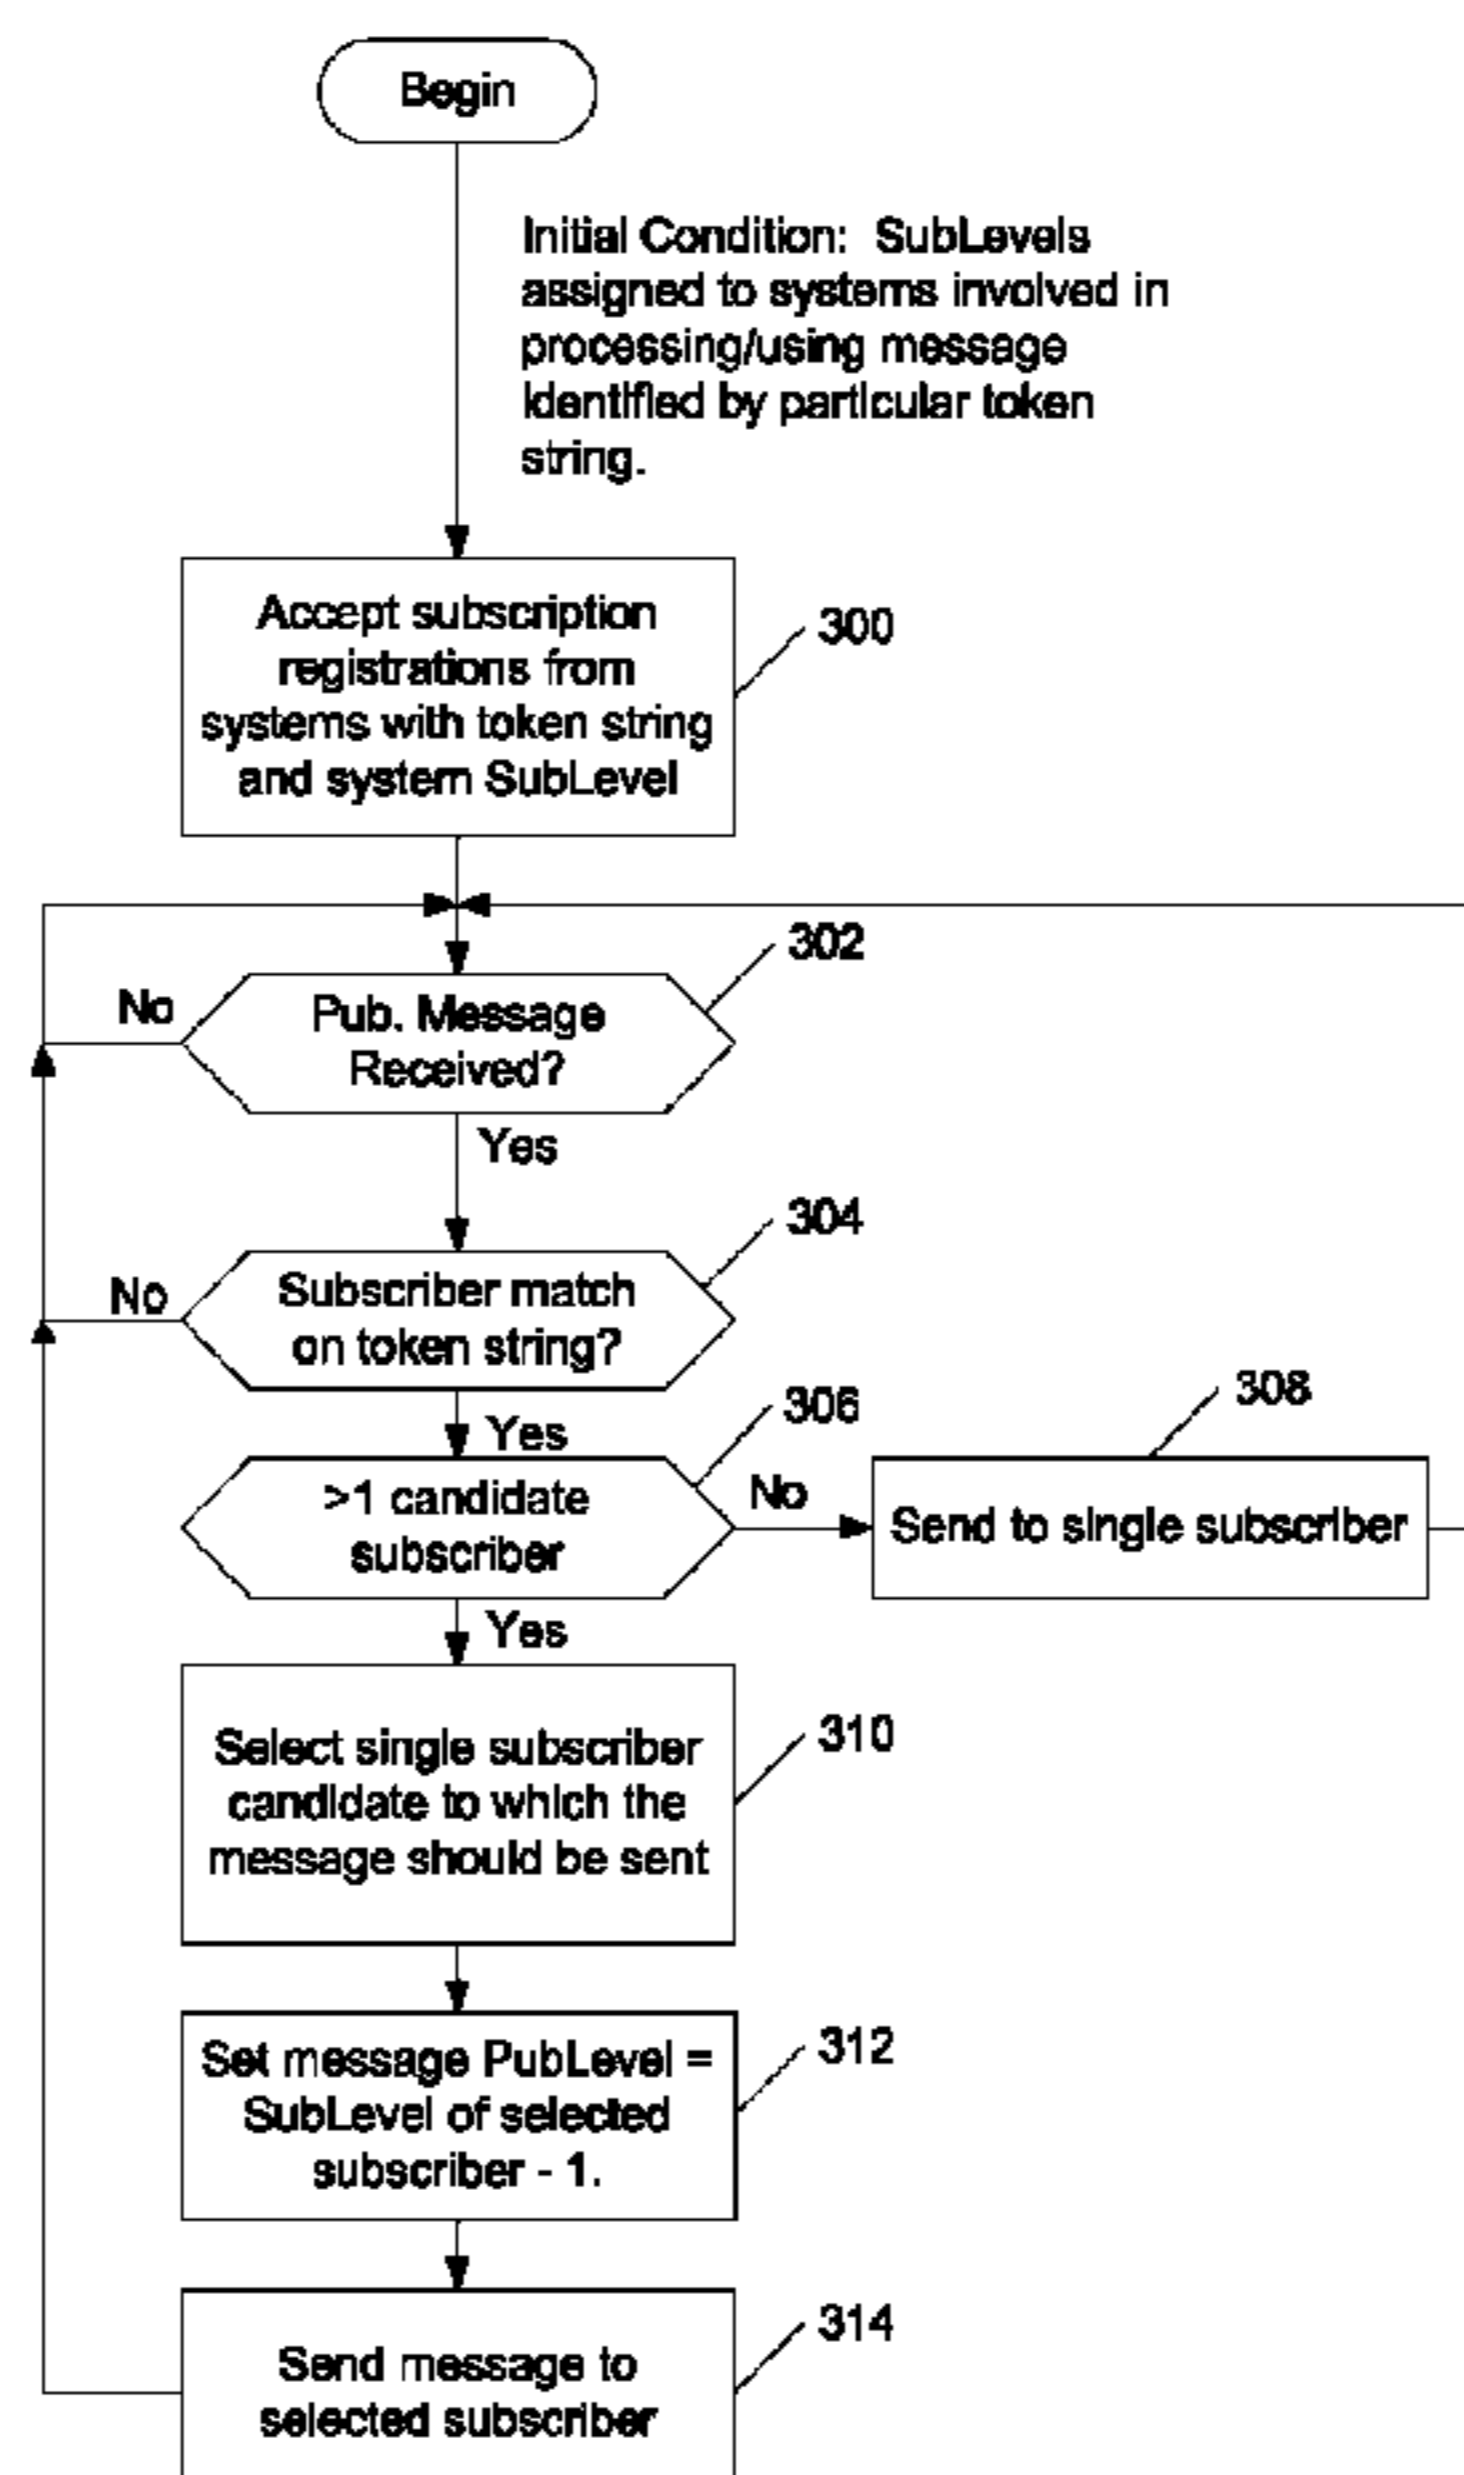 Begin
Initial Condition: SubLevels
assigned to systems involved in
processing/using message
identified by particular token
string.
Accept subscription
registrations from
systems with token string
and system SubLevel
300
302
No
Pub. Message
Received?
Yes
304
No
Subscriber match
on token string?
Yes
306
308
>1 candidate
subscriber
No
Send to single subscriber
Yes
Select single subscriber
candidate to which the
message should be sent
310
Set message PubLevel =
SubLevel of selected
subscriber - 1.
312
Send message to
selected subscriber
314